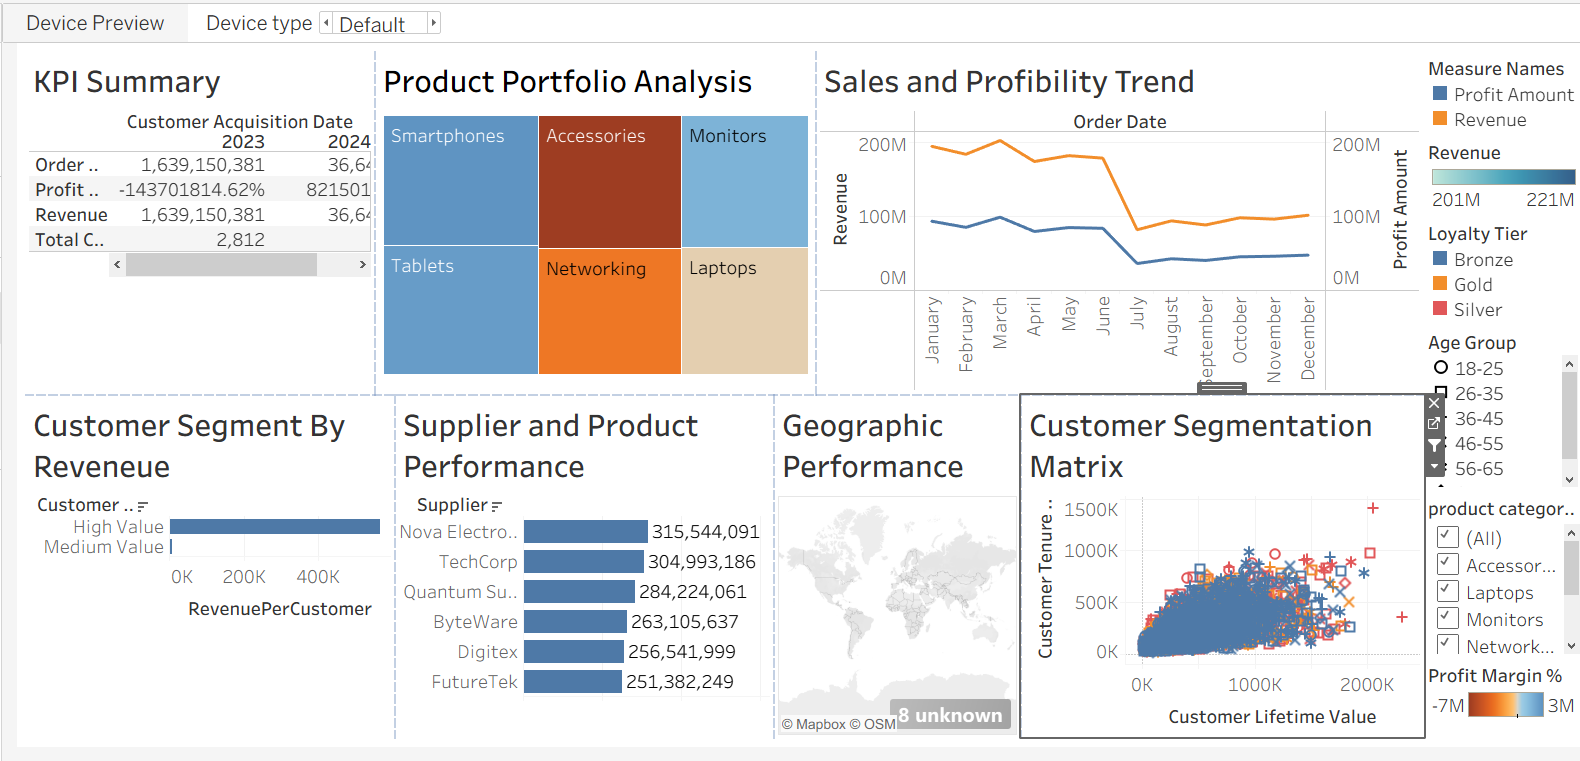 Device Preview
Device type
Default
KPI Summary
Customer Acquisition Date
2023
2024
Order ..
1,639,150,381
36,64
Profit ..
-143701814.62%
821501
Revenue
1,639,150,381
36,64
Total C..
2,812
Product Portfolio Analysis
Smartphones
Accessories
Monitors
Tablets
Networking
Laptops
Sales and Profibility Trend
Order Date
200M
100M
0M
Revenue
200M
100M
0M
Profit Amount
January
February
March
April
May
June
July
August
September
October
November
December
Customer Segment By
Reveneue
Customer ..
High Value
Medium Value
0K
200K
400K
RevenuePerCustomer
Supplier and Product
Performance
Supplier
Nova Electro..
315,544,091
TechCorp
304,993,186
Quantum Su..
284,224,061
ByteWare
263,105,637
Digitex
256,541,999
FutureTek
251,382,249
Geographic
Performance
© Mapbox © OSM
8 unknown
Customer Segmentation
Matrix
Customer Tenure ..
1500K
1000K
500K
0K
0K
1000K
2000K
Customer Lifetime Value
Measure Names
Profit Amount
Revenue
Revenue
201M
221M
Loyalty Tier
Bronze
Gold
Silver
Age Group
18-25
26-35
36-45
46-55
56-65
product categor..
(All)
Accessor...
Laptops
Monitors
Network...
Profit Margin %
-7M
3M